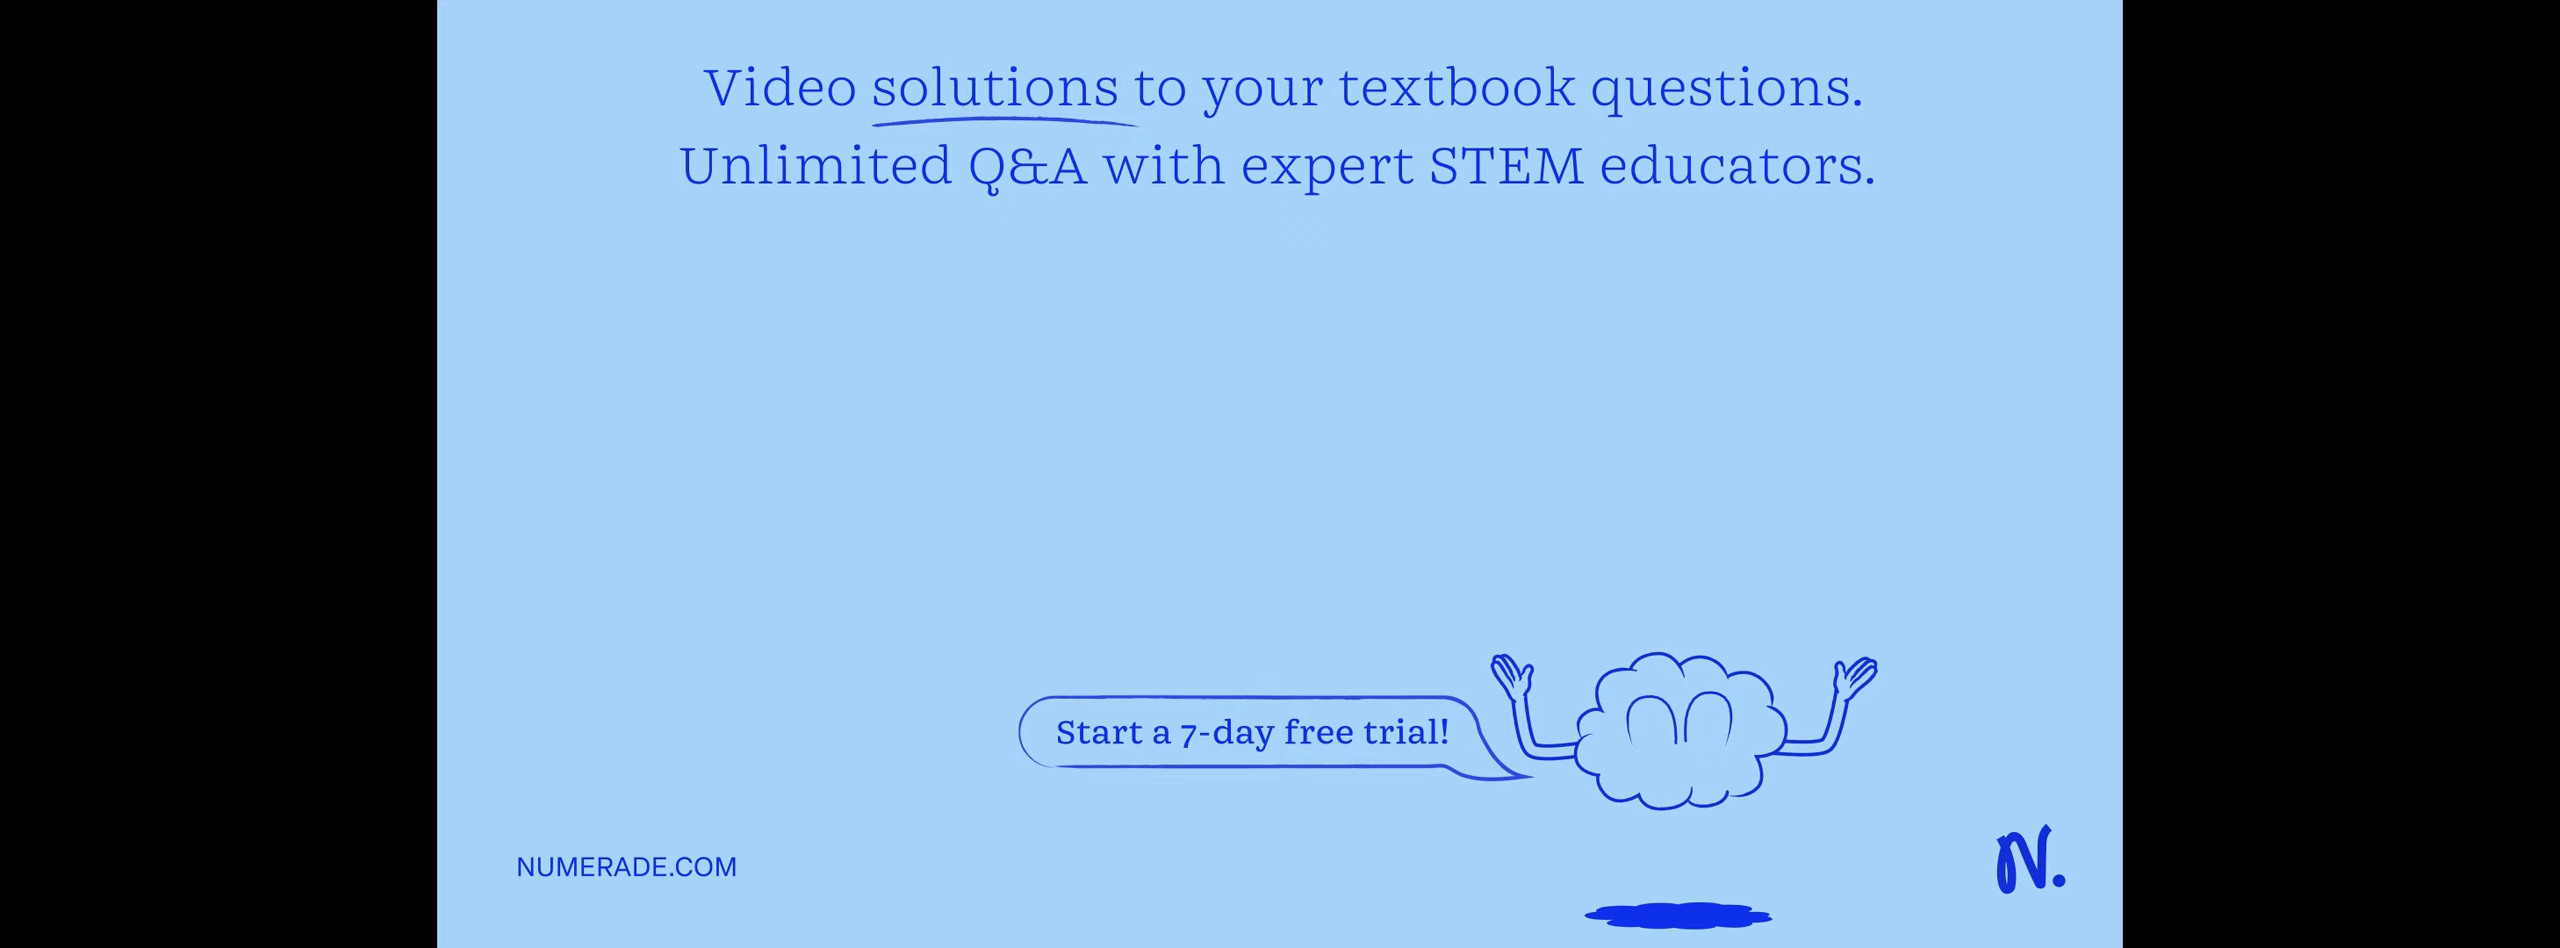 Video solutions to your textbook questions.
Unlimited Q&A with expert STEM educators.
Start a 7-day free trial!
NUMERADE.COM
N.